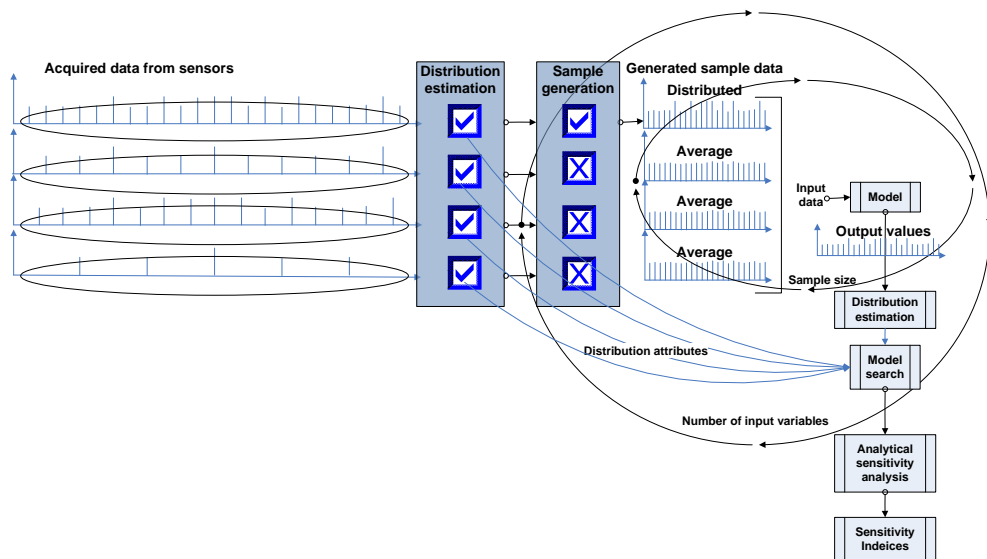 Acquired data from sensors
Distribution
estimation
Sample
generation
Generated sample data
Distributed
Average
Average
Average
Input
data
Model
Output values
Sample size
Distribution
estimation
Distribution attributes
Model
search
Number of input variables
Analytical
sensitivity
analysis
Sensitivity
Indeices